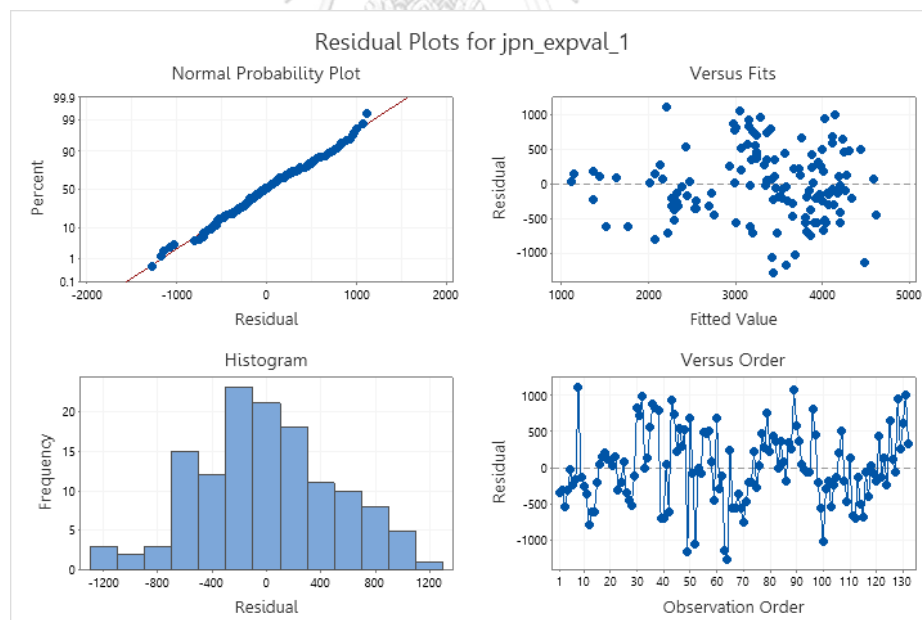 Residual Plots for jpn_expval_1
Normal Probability Plot
99.9
99
90
50
10
1
0.1
Percent
-2000 -1000 0 1000 2000
Residual
Versus Fits
1000
500
0
-500
-1000
Residual
1000 2000 3000 4000 5000
Fitted Value
Histogram
20
15
10
5
0
Frequency
-1200 -800 -400 0 400 800 1200
Residual
Versus Order
1000
500
0
-500
-1000
Residual
1 10 20 30 40 50 60 70 80 90 100 110 120 130
Observation Order